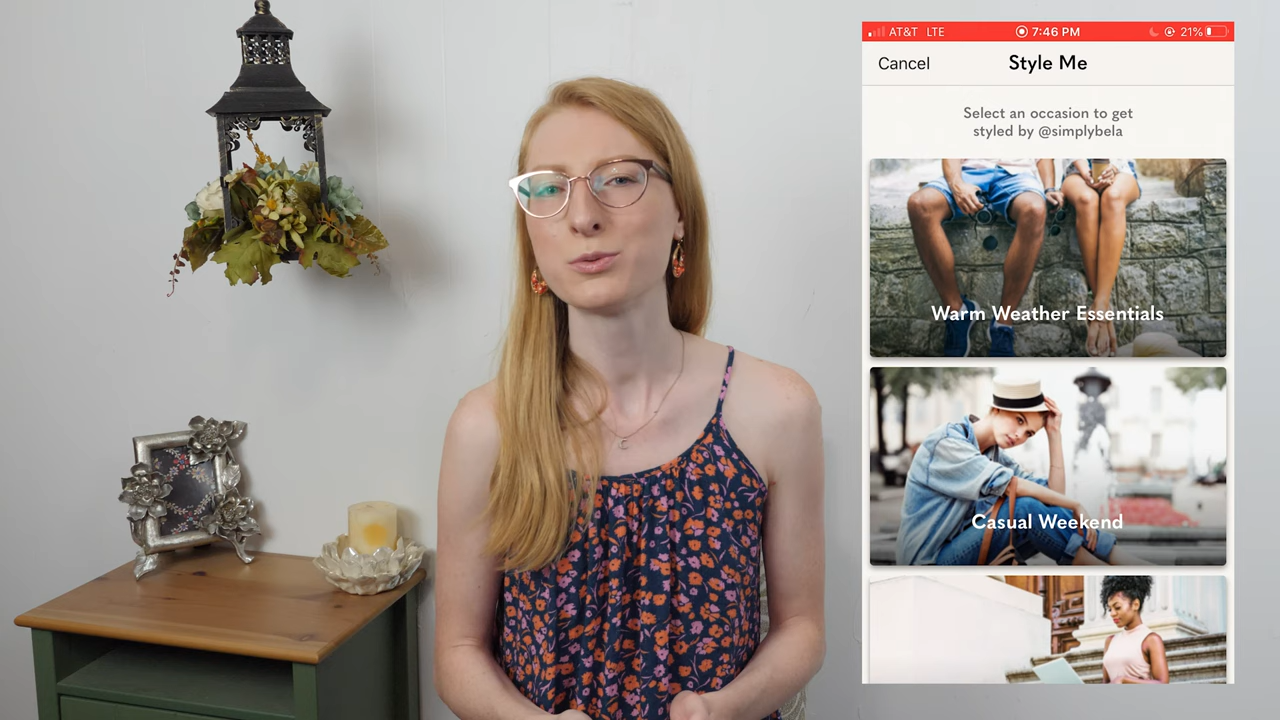 AT&T LTE 7:46 PM 21%
Cancel Style Me
Select an occasion to get
styled by @simplybela
Warm Weather Essentials
Casual Weekend